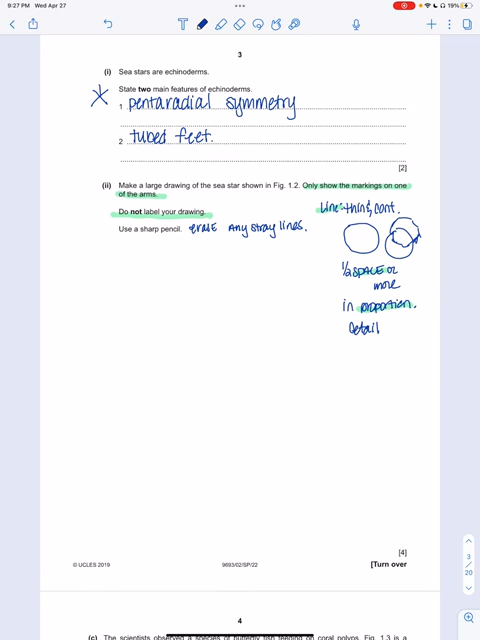 9:27 PM Wed Apr 27
19%
3
(i) Sea stars are echinoderms.
State two main features of echinoderms.
1 pentaradial symmetry
2 tubed feet.
[2]
(ii) Make a large drawing of the sea star shown in Fig. 1.2. Only show the markings on one
of the arms.
Line: thin & cont.
Do not label your drawing.
Use a sharp pencil. erase Any stray lines.
1/2 SPACE or
more
in proportion.
Detail
[4]
© UCLES 2019
9693/02/SP/22
[Turn over
3
/
20
4
(c) The scientists observed a species of butterfly fish feeding on coral polyps. Fig. 1.3 is a